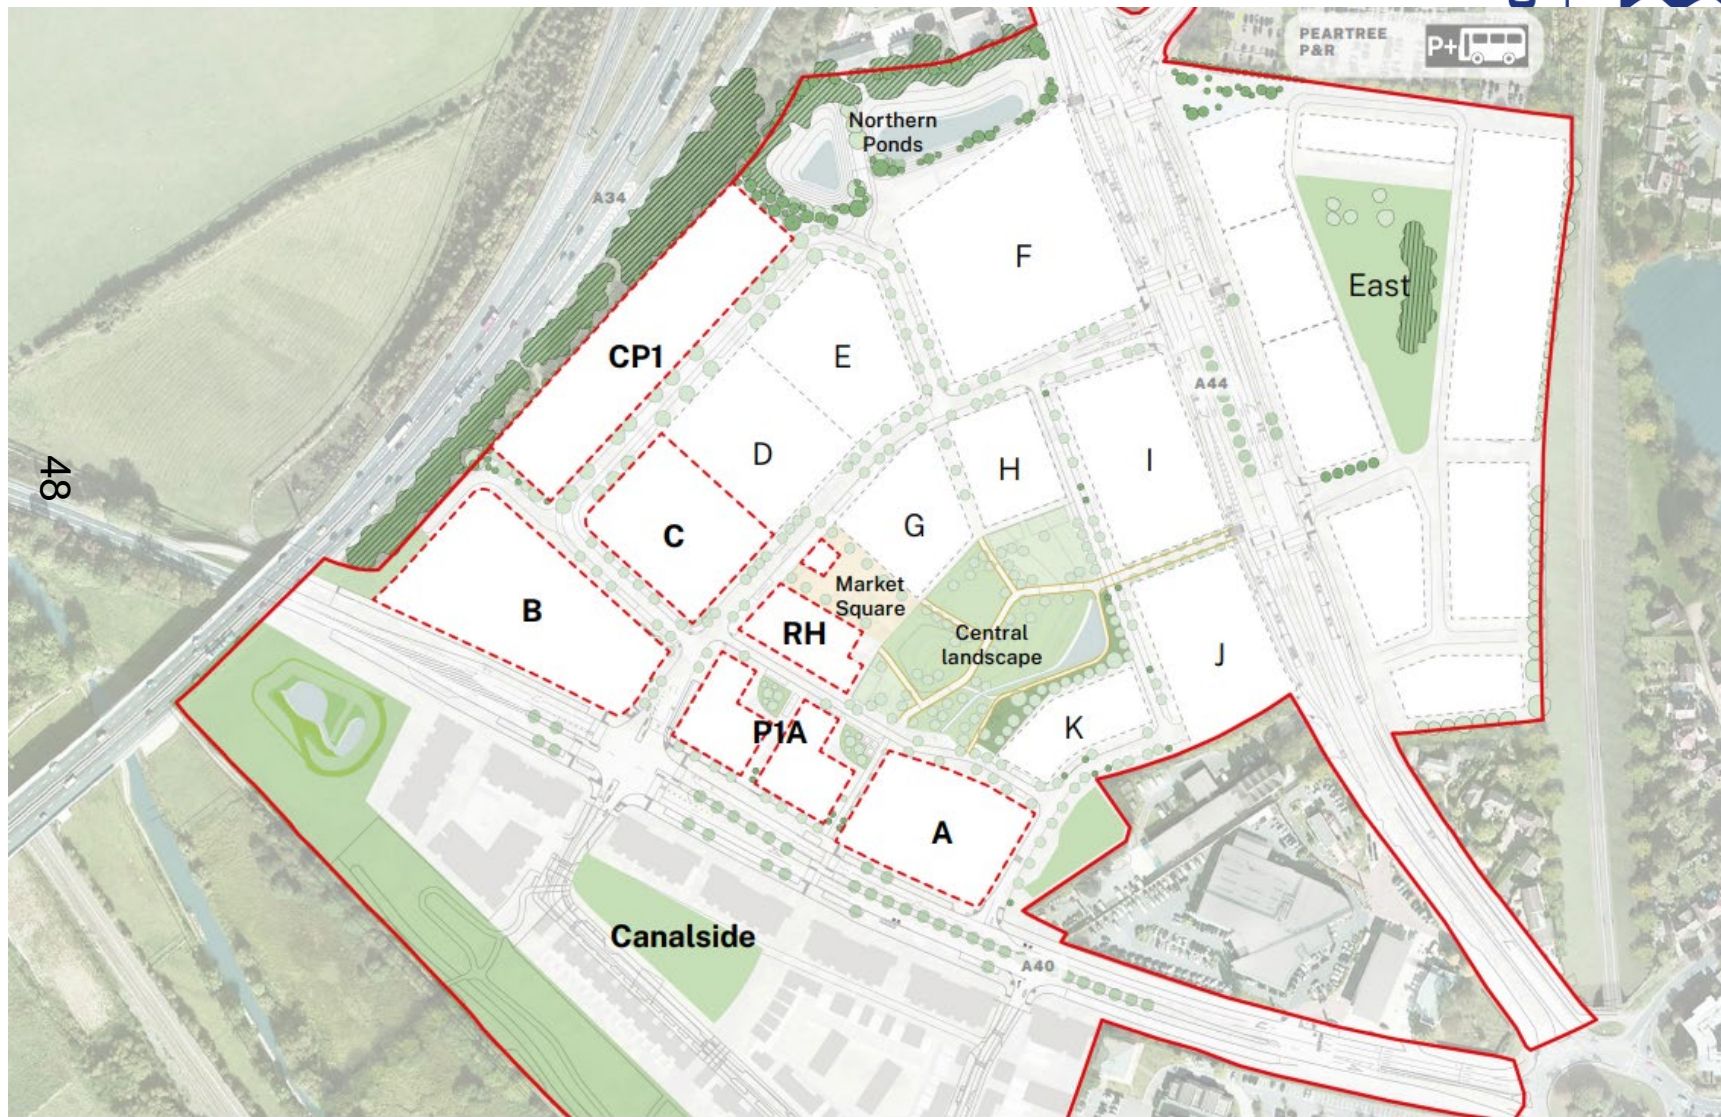 PEARTREE
P&R
P+
Northern
Ponds
A34
F
East
CP1
E
A44
D
H
I
48
C
G
Market
Square
B
RH
Central
landscape
J
P1A
K
A
Canalside
A40